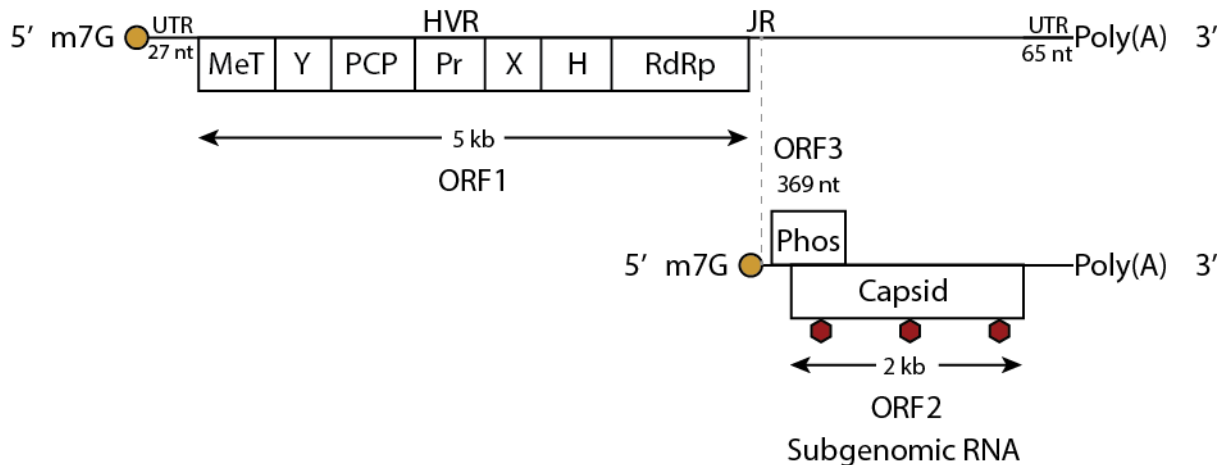 HVR JR
5’ m7G UTR UTR Poly(A) 3’
27 nt 65 nt
MeT Y PCP Pr X H RdRp
5 kb
ORF1
ORF3
369 nt
Phos
5’ m7G Poly(A) 3’
Capsid
2 kb
ORF2
Subgenomic RNA